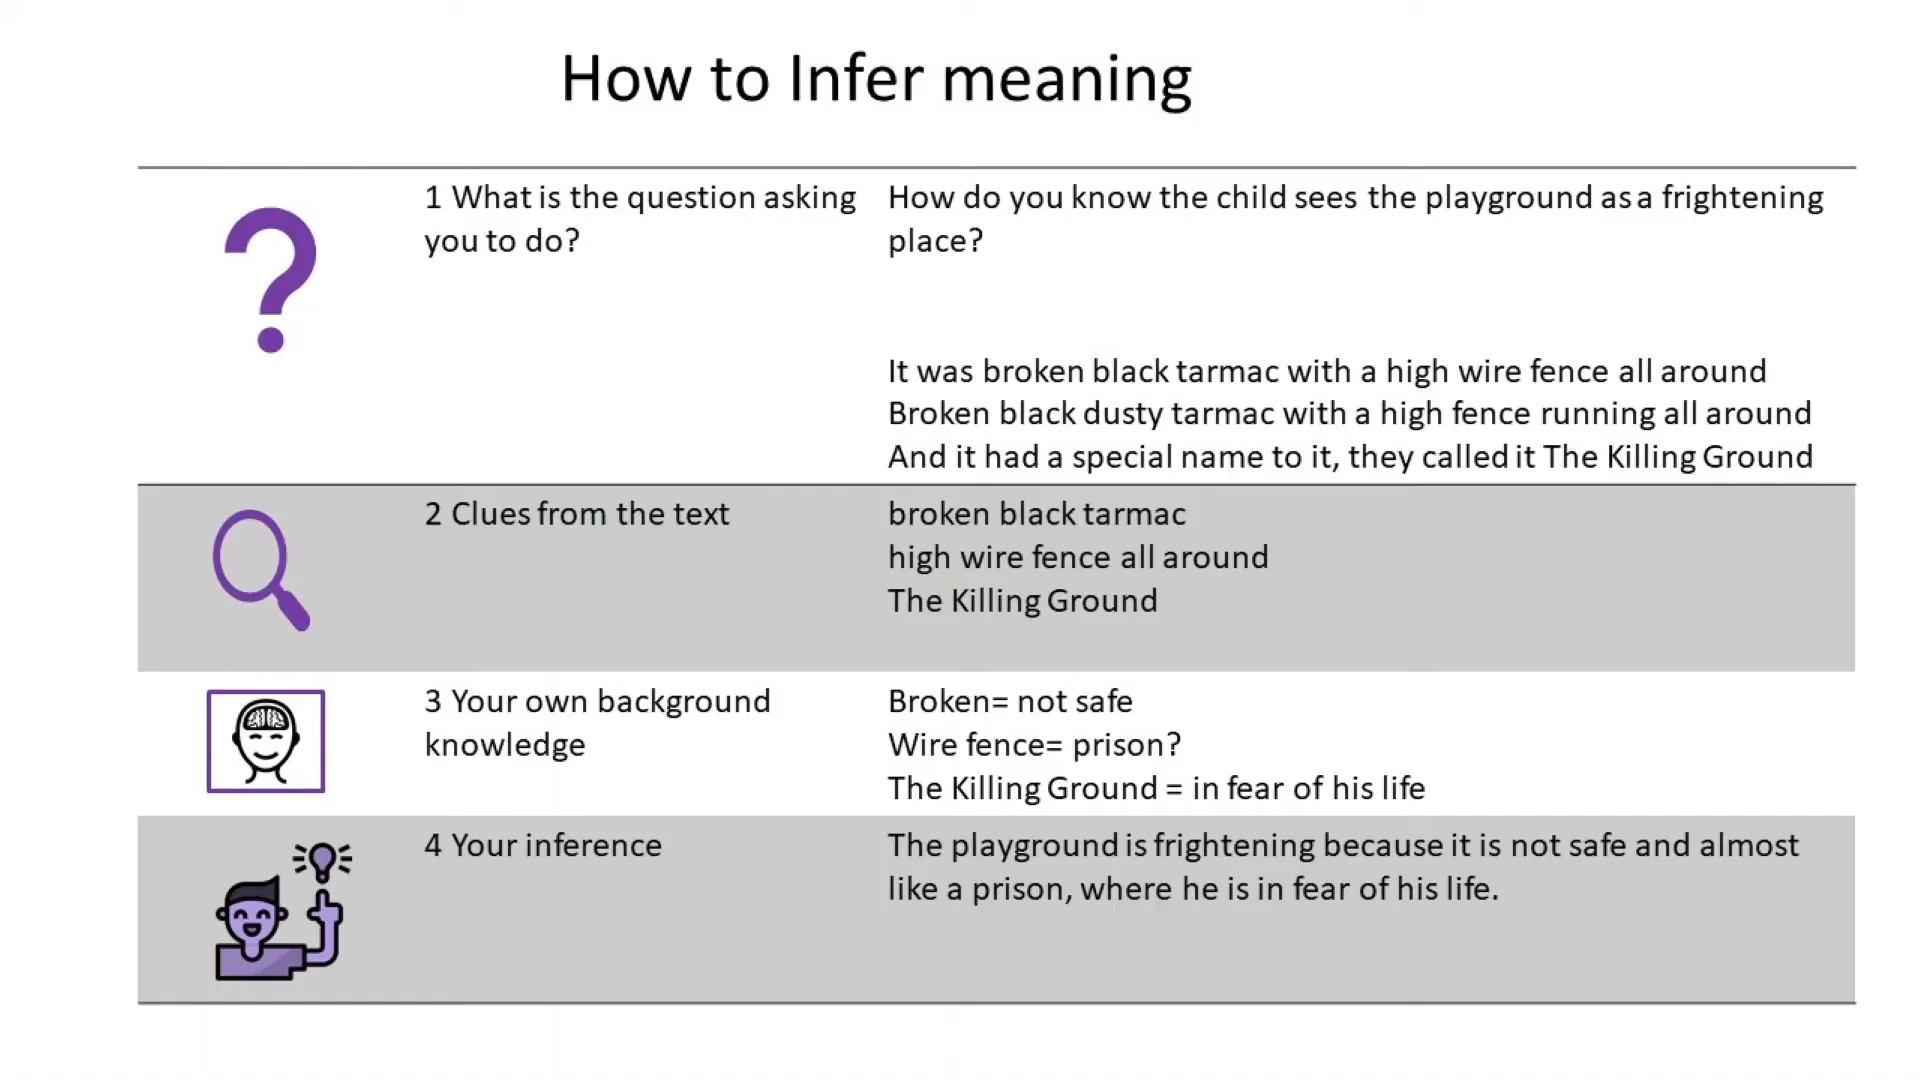 How to Infer meaning
1 What is the question asking
you to do?
How do you know the child sees the playground as a frightening
place?
It was broken black tarmac with a high wire fence all around
Broken black dusty tarmac with a high fence running all around
And it had a special name to it, they called it The Killing Ground
2 Clues from the text
broken black tarmac
high wire fence all around
The Killing Ground
3 Your own background
knowledge
Broken= not safe
Wire fence= prison?
The Killing Ground = in fear of his life
4 Your inference
The playground is frightening because it is not safe and almost
like a prison, where he is in fear of his life.